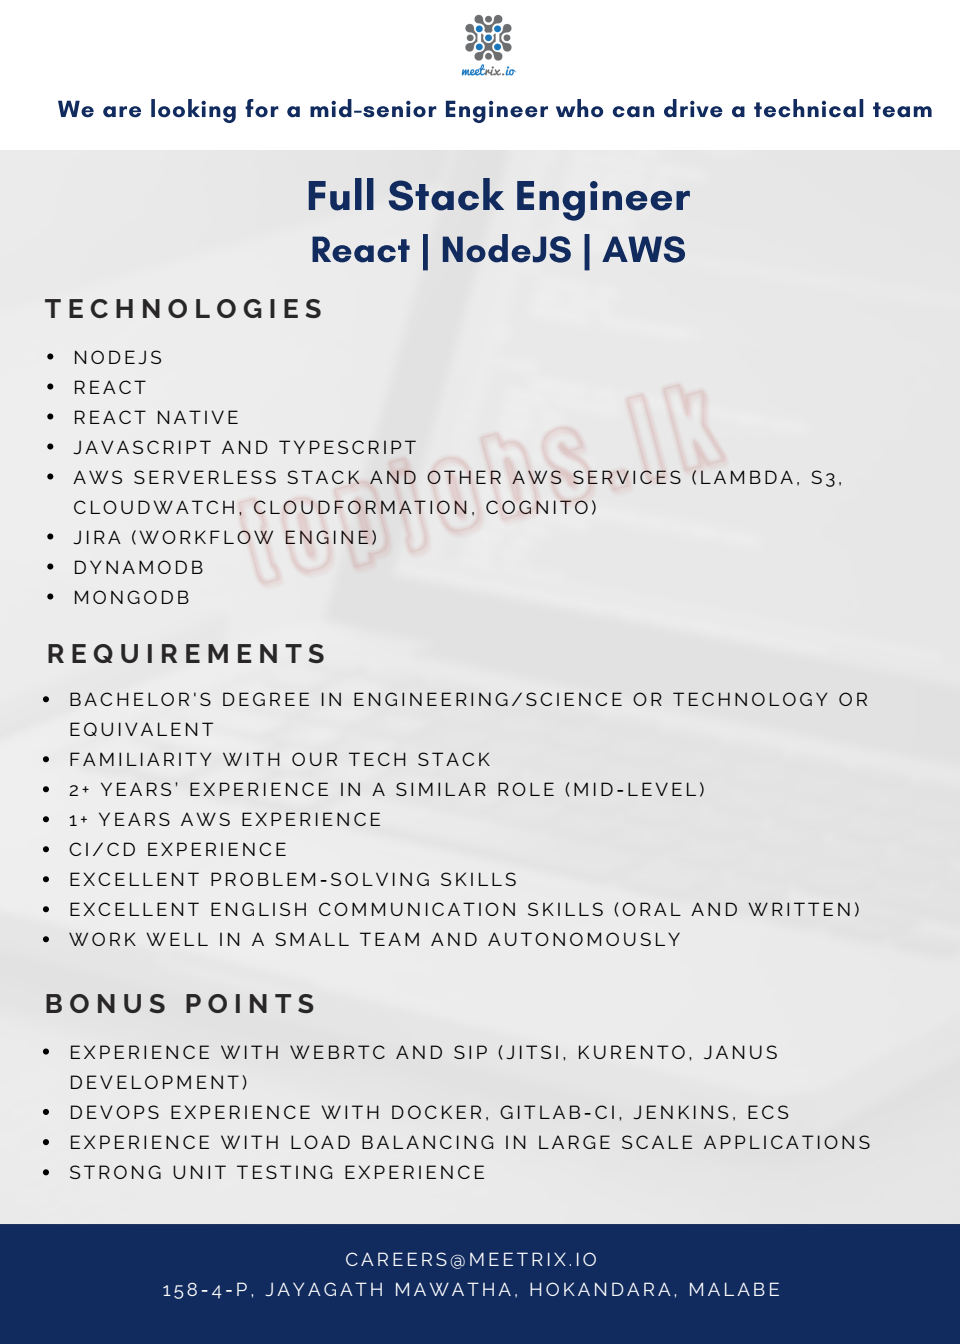 meetrix.io
We are looking for a mid-senior Engineer who can drive a technical team
Full Stack Engineer
React | NodeJS | AWS
TECHNOLOGIES
• NODEJS
• REACT
• REACT NATIVE
• JAVASCRIPT AND TYPESCRIPT
• AWS SERVERLESS STACK AND OTHER AWS SERVICES (LAMBDA, S3,
CLOUDWATCH, CLOUDFORMATION, COGNITO)
• JIRA (WORKFLOW ENGINE)
• DYNAMODB
• MONGODB
topjobs.lk
REQUIREMENTS
• BACHELOR'S DEGREE IN ENGINEERING/SCIENCE OR TECHNOLOGY OR
EQUIVALENT
• FAMILIARITY WITH OUR TECH STACK
• 2+ YEARS’ EXPERIENCE IN A SIMILAR ROLE (MID-LEVEL)
• 1+ YEARS AWS EXPERIENCE
• CI/CD EXPERIENCE
• EXCELLENT PROBLEM-SOLVING SKILLS
• EXCELLENT ENGLISH COMMUNICATION SKILLS (ORAL AND WRITTEN)
• WORK WELL IN A SMALL TEAM AND AUTONOMOUSLY
BONUS POINTS
• EXPERIENCE WITH WEBRTC AND SIP (JITSI, KURENTO, JANUS
DEVELOPMENT)
• DEVOPS EXPERIENCE WITH DOCKER, GITLAB-CI, JENKINS, ECS
• EXPERIENCE WITH LOAD BALANCING IN LARGE SCALE APPLICATIONS
• STRONG UNIT TESTING EXPERIENCE
CAREERS@MEETRIX.IO
158-4-P, JAYAGATH MAWATHA, HOKANDARA, MALABE